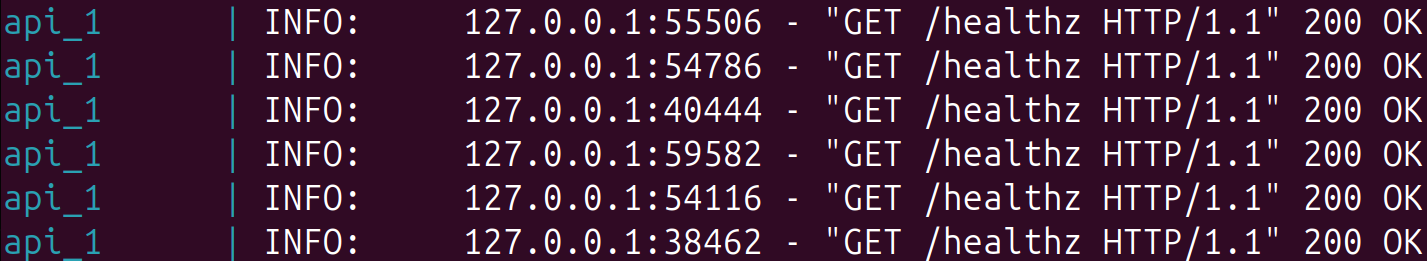 api_1 | INFO: 127.0.0.1:55506 - "GET /healthz HTTP/1.1" 200 OK
api_1 | INFO: 127.0.0.1:54786 - "GET /healthz HTTP/1.1" 200 OK
api_1 | INFO: 127.0.0.1:40444 - "GET /healthz HTTP/1.1" 200 OK
api_1 | INFO: 127.0.0.1:59582 - "GET /healthz HTTP/1.1" 200 OK
api_1 | INFO: 127.0.0.1:54116 - "GET /healthz HTTP/1.1" 200 OK
api_1 | INFO: 127.0.0.1:38462 - "GET /healthz HTTP/1.1" 200 OK